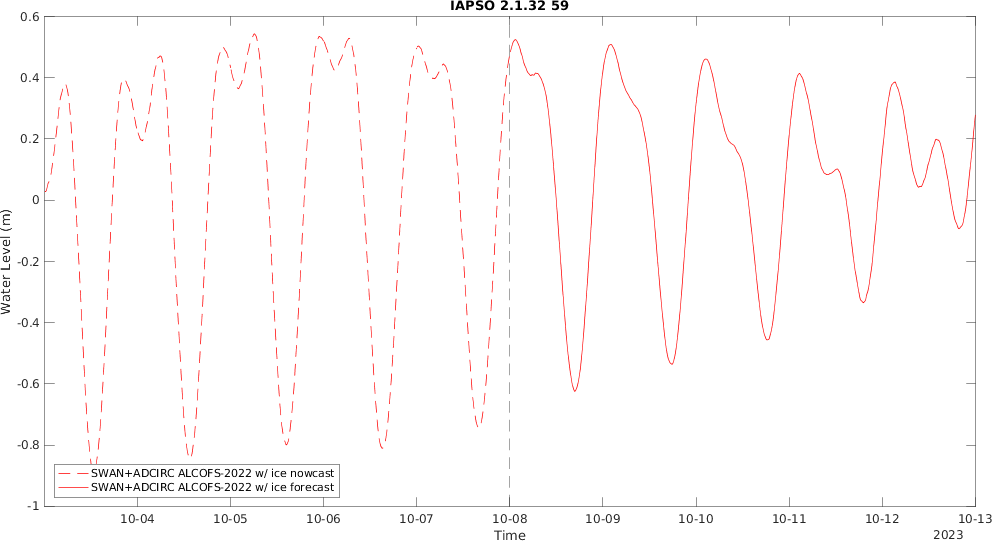 IAPSO 2.1.32 59
0.6
0.4
0.2
0
-0.2
-0.4
-0.6
-0.8
-1
Water Level (m)
SWAN+ADCIRC ALCOFS-2022 w/ ice nowcast
SWAN+ADCIRC ALCOFS-2022 w/ ice forecast
10-04 10-05 10-06 10-07 10-08 10-09 10-10 10-11 10-12 10-13
Time
2023